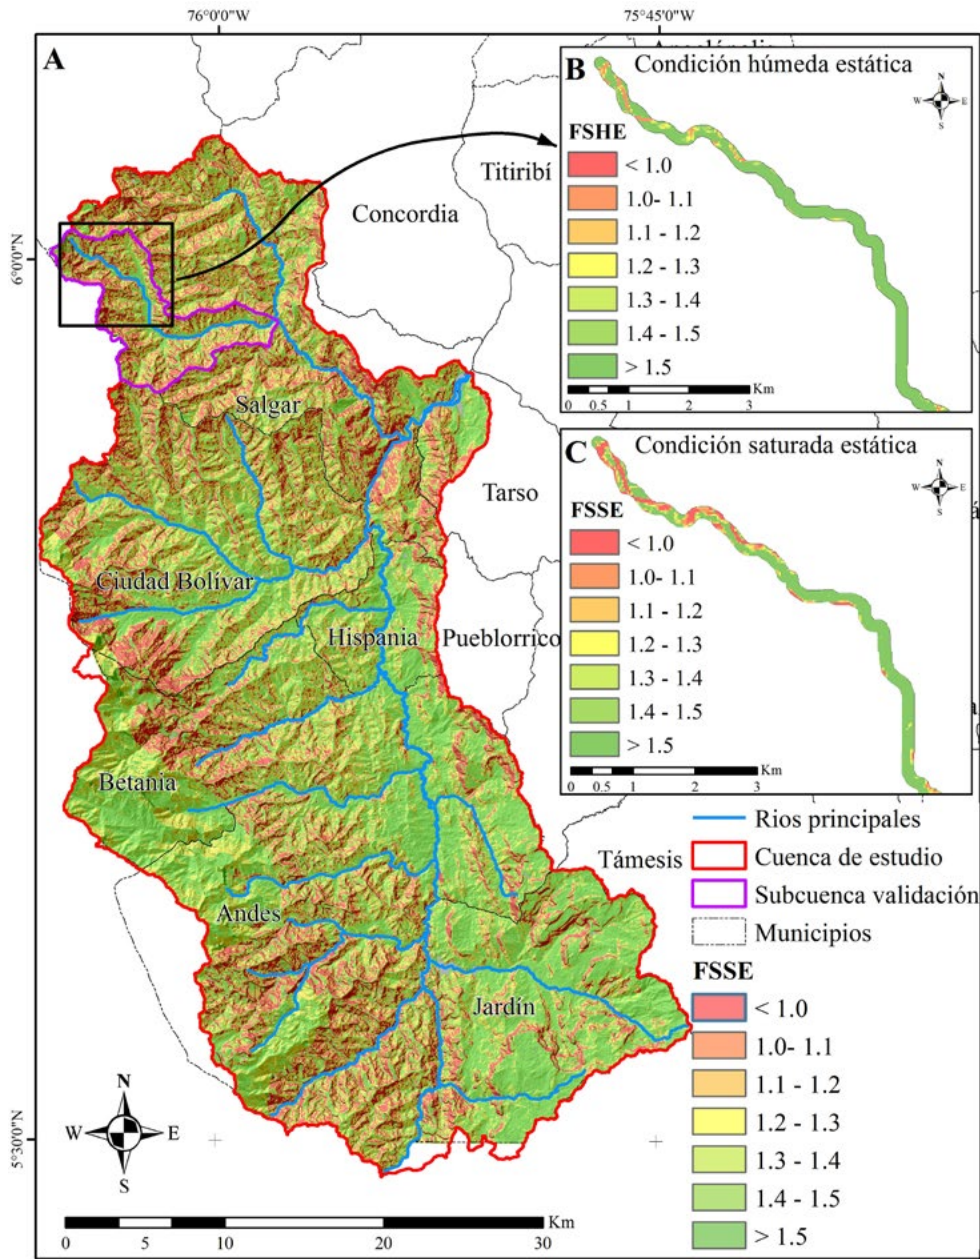 76°0'0"W
75°45'0"W
A
6°0'0"N
5°30'0"N
Titiribí
Concordia
Salgar
Tarso
Ciudad Bolívar
Hispania
Pueblorrico
Betania
Támesis
Andes
Jardín
N
W
E
S
Km
0
5
10
20
30
B
Condición húmeda estática
N
W
E
S
FSHE
< 1.0
1.0- 1.1
1.1 - 1.2
1.2 - 1.3
1.3 - 1.4
1.4 - 1.5
> 1.5
Km
0
0.5
1
2
3
C
Condición saturada estática
N
W
E
S
FSSE
< 1.0
1.0- 1.1
1.1 - 1.2
1.2 - 1.3
1.3 - 1.4
1.4 - 1.5
> 1.5
Km
0
0.5
1
2
3
Rios principales
Cuenca de estudio
Subcuenca validación
Municipios
FSSE
< 1.0
1.0- 1.1
1.1 - 1.2
1.2 - 1.3
1.3 - 1.4
1.4 - 1.5
> 1.5